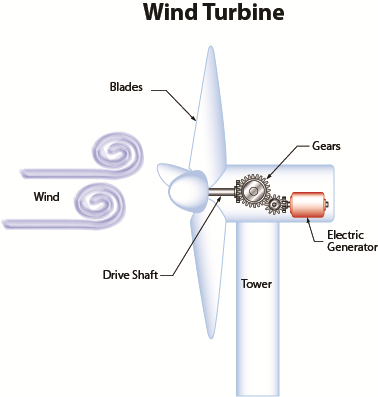 Wind Turbine
Blades
Gears
Wind
Electric
Generator
Drive Shaft
Tower